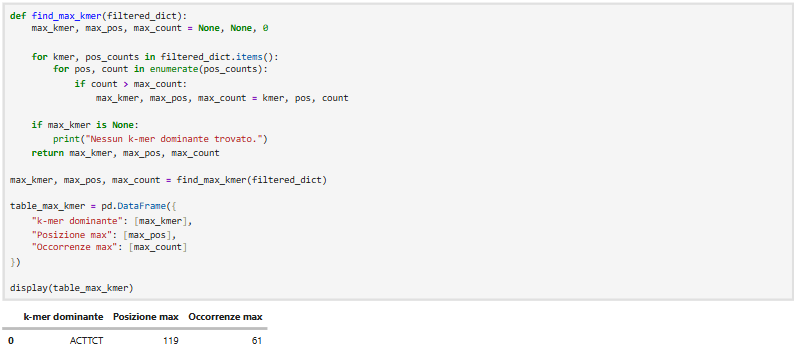 def find_max_kmer(filtered_dict):
    max_kmer, max_pos, max_count = None, None, 0

    for kmer, pos_counts in filtered_dict.items():
        for pos, count in enumerate(pos_counts):
            if count > max_count:
                max_kmer, max_pos, max_count = kmer, pos, count

    if max_kmer is None:
        print("Nessun k-mer dominante trovato.")
    return max_kmer, max_pos, max_count

max_kmer, max_pos, max_count = find_max_kmer(filtered_dict)

table_max_kmer = pd.DataFrame({
    "k-mer dominante": [max_kmer],
    "Posizione max": [max_pos],
    "Occorrenze max": [max_count]
})

display(table_max_kmer)
k-mer dominante Posizione max Occorrenze max
0 ACTTCT 119 61